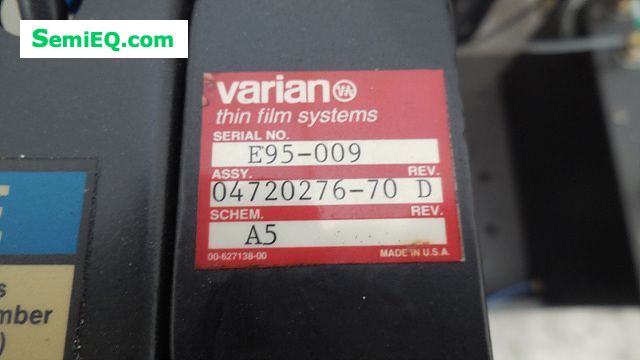 SemiEQ.com
varian VA
thin film systems
SERIAL NO.
E95-009
ASSY. REV.
04720276-70 D
SCHEM. REV.
A5
00-627138-00 MADE IN U.S.A.
E
s
mber
)